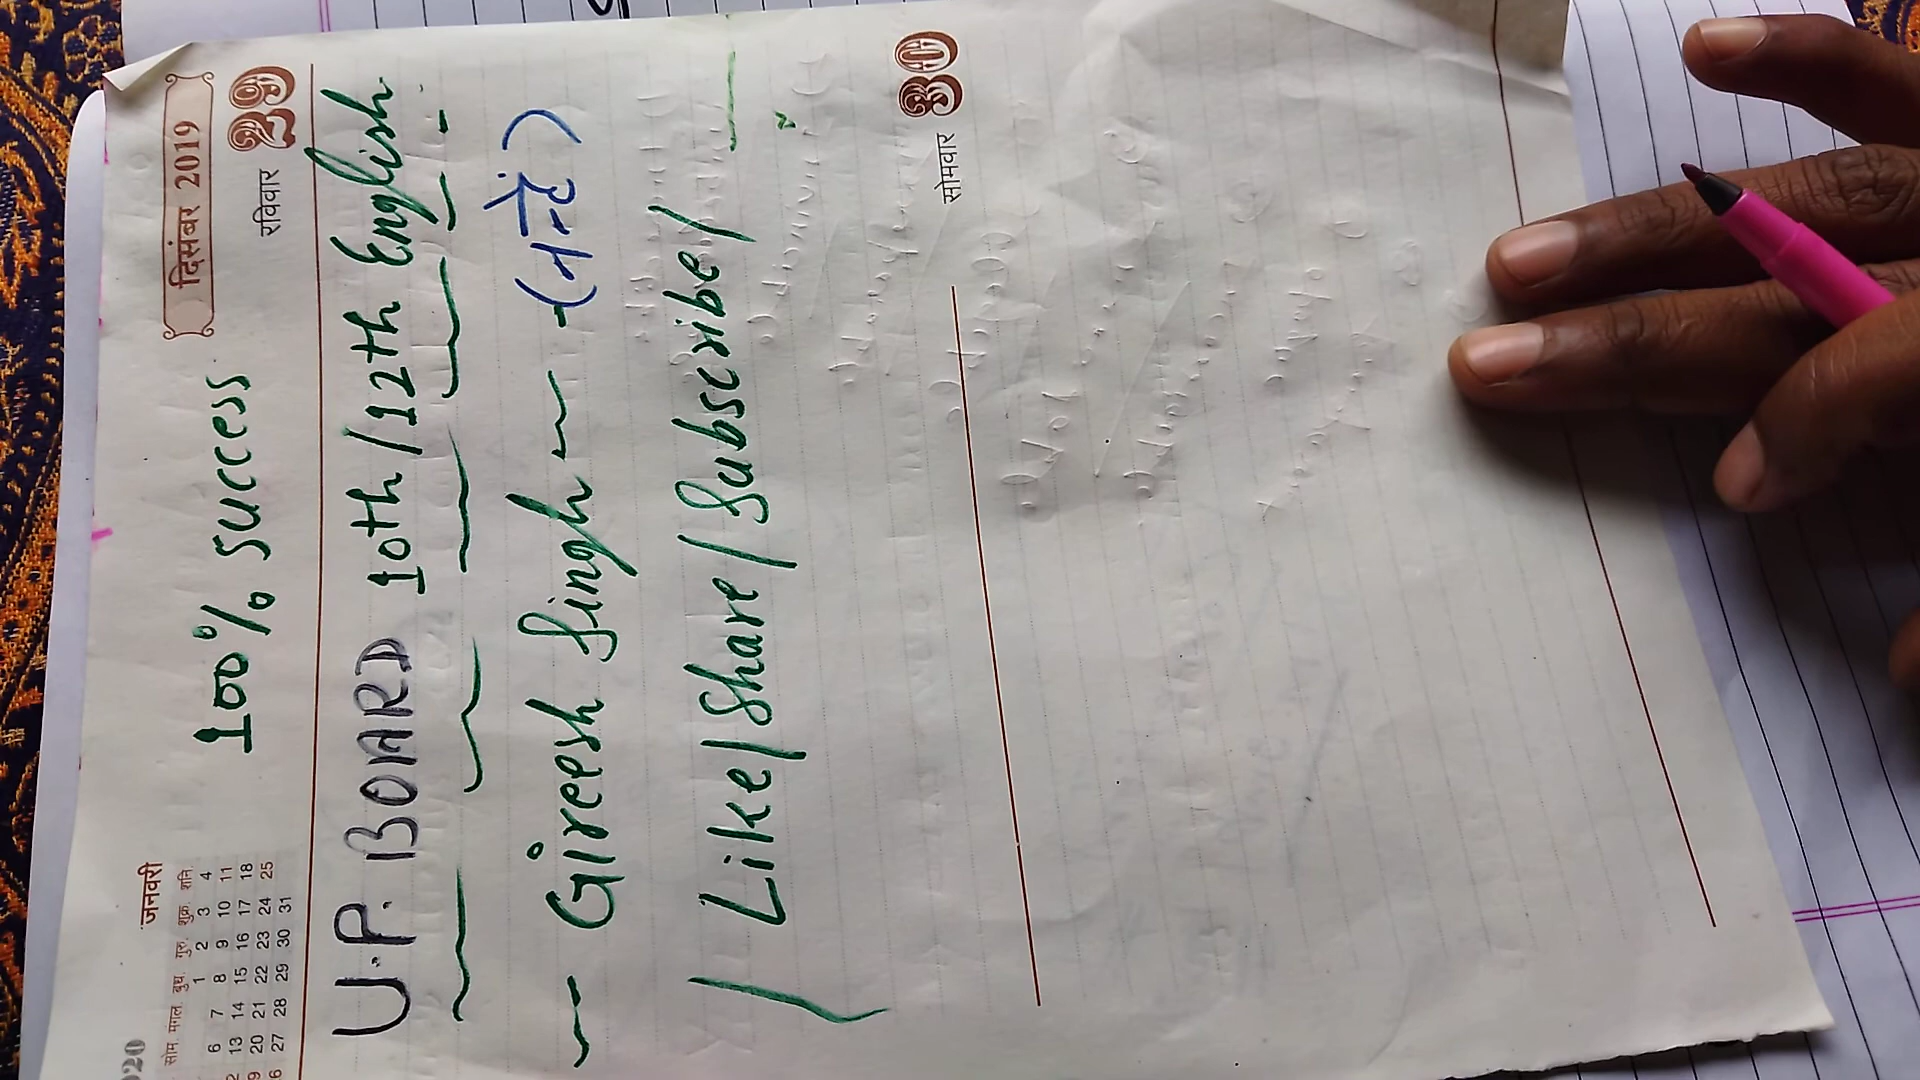 दिसंबर 2019
जनवरी
सोम. मंगल. बुध. गुरु. शुक्र. शनि.
1 2 3 4
6 7 8 9 10 11
13 14 15 16 17 18
20 21 22 23 24 25
27 28 29 30 31
रविवार 29
100% success
U.P. BOARD 10th/12th English
Gireesh Singh (नन्हें)
/ Like/Share/Subscribe/
सोमवार 30